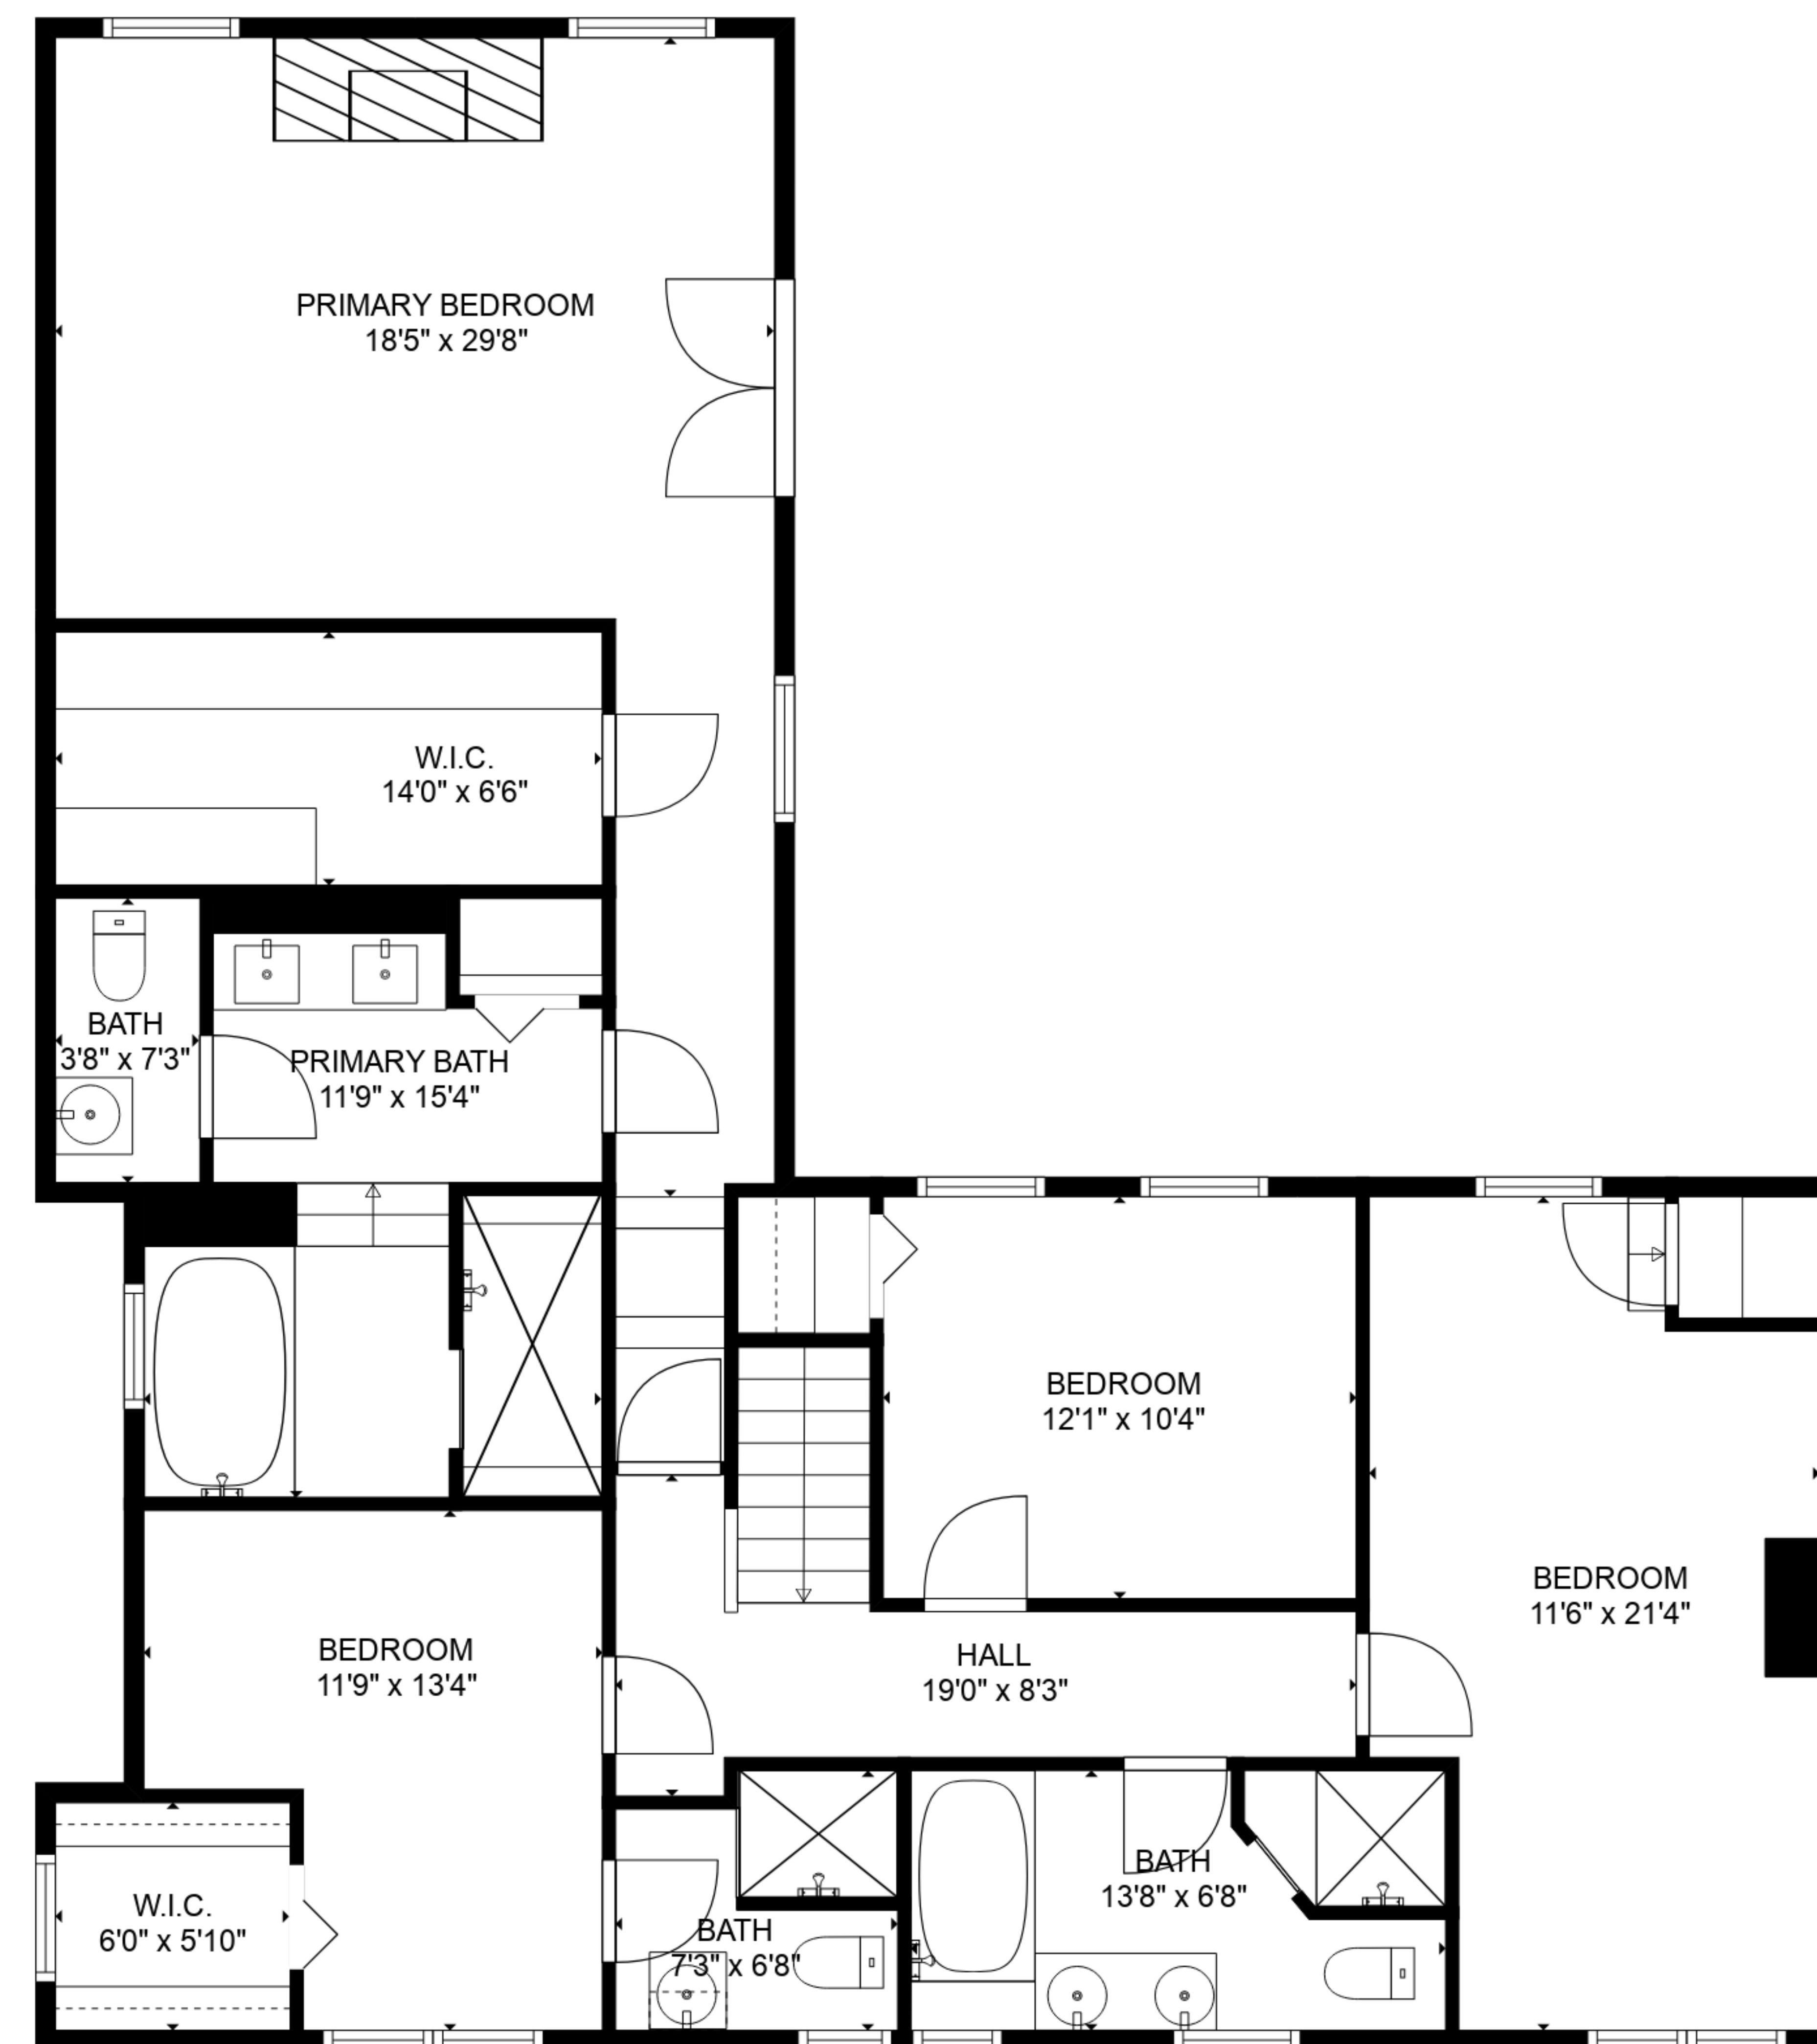 PRIMARY BEDROOM
18'5" x 29'8"
W.I.C.
14'0" x 6'6"
BATH
3'8" x 7'3"
PRIMARY BATH
11'9" x 15'4"
BEDROOM
12'1" x 10'4"
BEDROOM
11'6" x 21'4"
BEDROOM
11'9" x 13'4"
HALL
19'0" x 8'3"
BATH
13'8" x 6'8"
W.I.C.
6'0" x 5'10"
BATH
7'3" x 6'8"